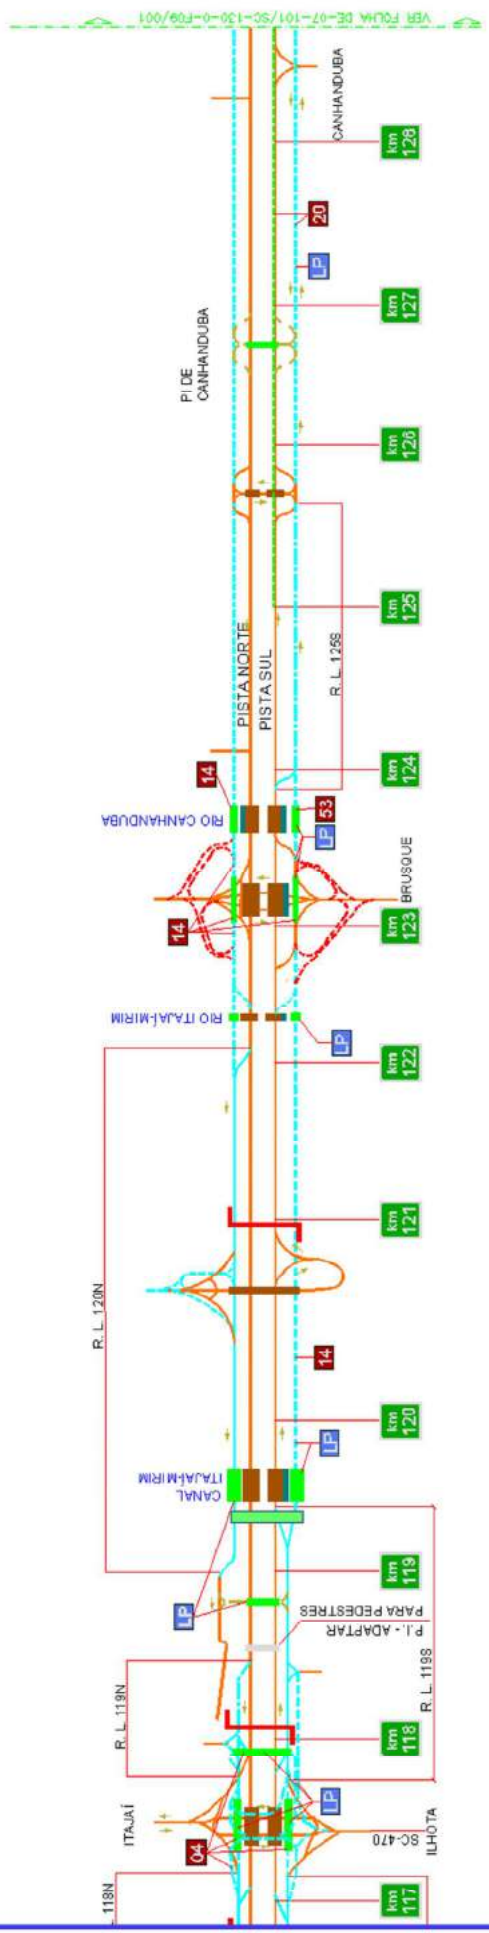 VER FOLHA DE-07-101/SC-130-0-F09/001
CANHANDUBA
km
128
20
LP
km
127
PI DE
CANHANDUBA
km
126
km
125
R. L. 125S
PISTA NORTE
PISTA SUL
km
124
14
RIO CANHANDUBA
53
LP
14
BRUSQUE
km
123
RIO ITAJAÍ-MIRIM
LP
km
122
km
121
R. L. 120N
14
km
120
CANAL
ITAJAÍ-MIRIM
LP
km
119
LP
P.I. - ADAPTAR
PARA PEDESTRES
R. L. 119S
R. L. 119N
km
118
ITAJAÍ
LP
04
SC-470
ILHOTA
L. 118N
km
117